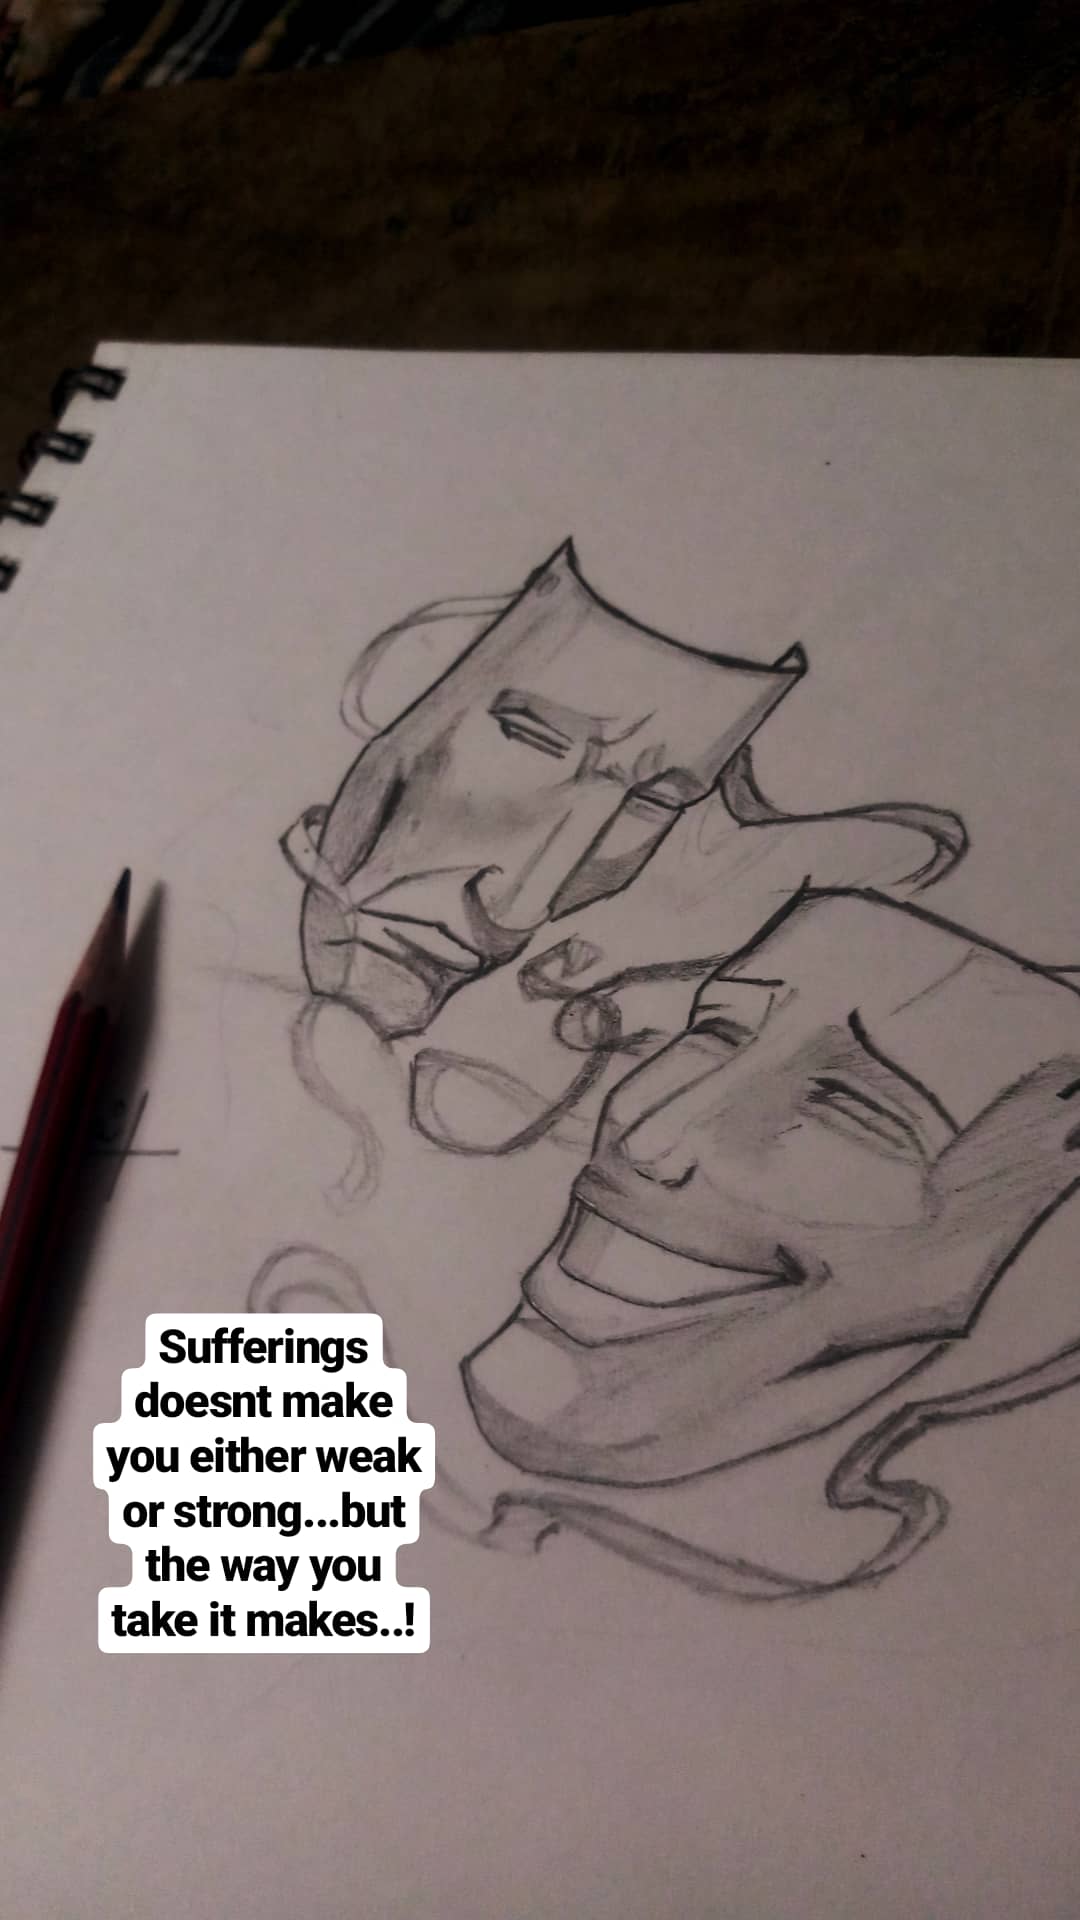 Sufferings
doesnt make
you either weak
or strong...but
the way you
take it makes..!